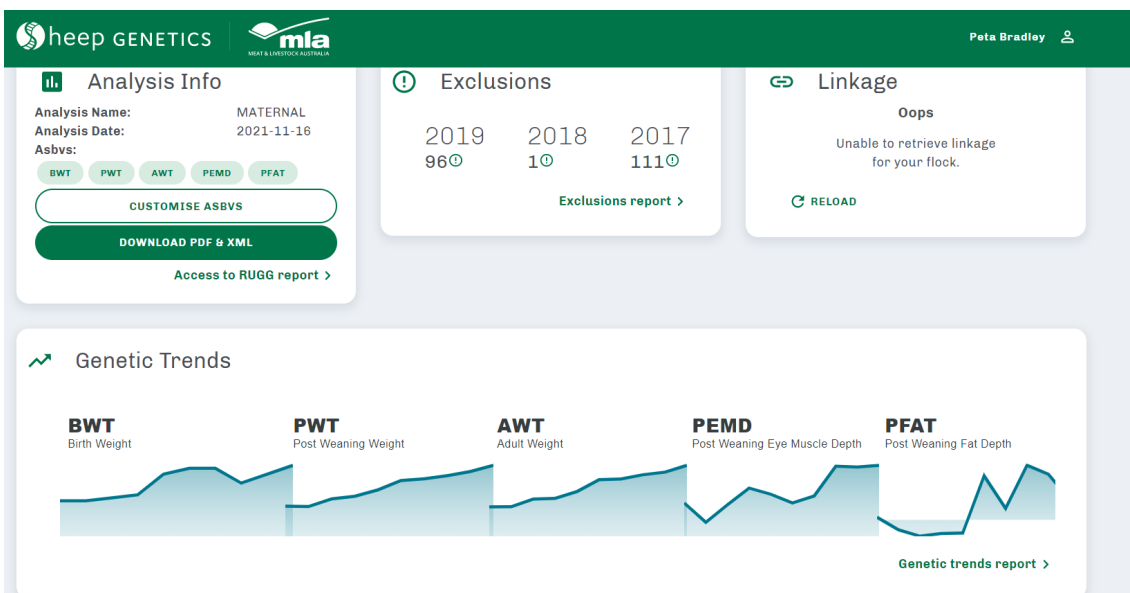 Sheep GENETICS
mla
MEAT & LIVESTOCK AUSTRALIA
Peta Bradley
Analysis Info
Analysis Name: MATERNAL
Analysis Date: 2021-11-16
Asbvs:
BWT PWT AWT PEMD PFAT
CUSTOMISE ASBVS
DOWNLOAD PDF & XML
Access to RUGG report >
Exclusions
2019 2018 2017
96 1 111
Exclusions report >
Linkage
Oops
Unable to retrieve linkage
for your flock.
RELOAD
Genetic Trends
BWT
Birth Weight
PWT
Post Weaning Weight
AWT
Adult Weight
PEMD
Post Weaning Eye Muscle Depth
PFAT
Post Weaning Fat Depth
Genetic trends report >